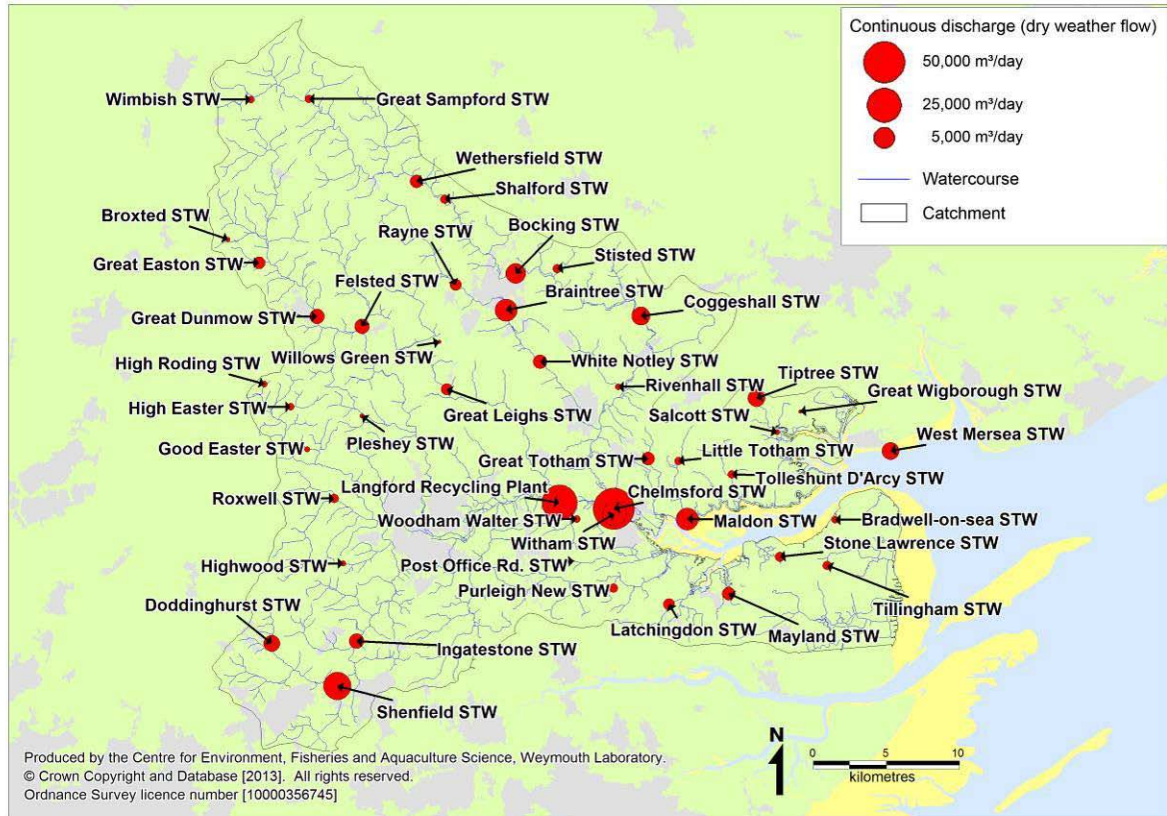 Continuous discharge (dry weather flow)
50,000 m³/day
25,000 m³/day
5,000 m³/day
Watercourse
Catchment
Wimbish STW
Great Sampford STW
Wethersfield STW
Shalford STW
Broxted STW
Rayne STW
Bocking STW
Great Easton STW
Felsted STW
Stisted STW
Braintree STW
Coggeshall STW
Great Dunmow STW
Willows Green STW
White Notley STW
High Roding STW
Rivenhall STW
Tiptree STW
Great Wigborough STW
High Easter STW
Great Leighs STW
Salcott STW
Pleshey STW
Good Easter STW
West Mersea STW
Great Totham STW
Little Totham STW
Tolleshunt D'Arcy STW
Langford Recycling Plant
Chelmsford STW
Roxwell STW
Woodham Walter STW
Maldon STW
Bradwell-on-sea STW
Witham STW
Stone Lawrence STW
Highwood STW
Post Office Rd. STW
Purleigh New STW
Tillingham STW
Doddinghurst STW
Latchingdon STW
Mayland STW
Ingatestone STW
Shenfield STW
N
0 5 10
kilometres
Produced by the Centre for Environment, Fisheries and Aquaculture Science, Weymouth Laboratory.
© Crown Copyright and Database [2013]. All rights reserved.
Ordnance Survey licence number [10000356745]